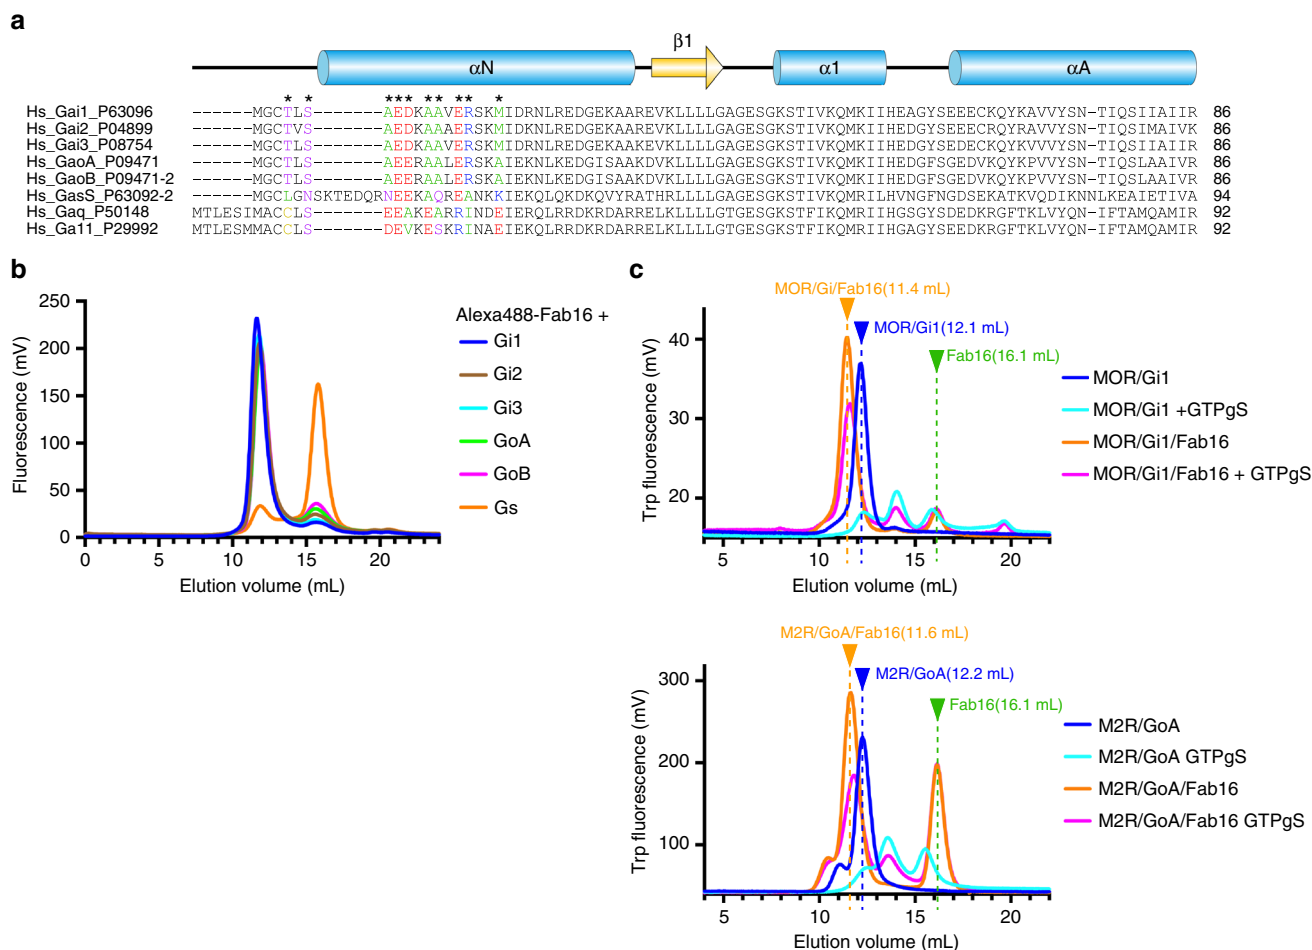 a
αN
β1
α1
αA
* * *** ** ** *
Hs_Gai1_P63096 ------MGCTLS-------AEDKAAVERSKMIDRNLREDGEKAAREVKLLLLGAGESGKSTIVKQMKIIHEAGYSEEECKQYKAVVYSN-TIQSIIAIIR 86
Hs_Gai2_P04899 ------MGCTVS-------AEDKAAAERSKMIDKNLREDGEKAAREVKLLLLGAGESGKSTIVKQMKIIHEDGYSEEECRQYRAVVYSN-TIQSIMAIVK 86
Hs_Gai3_P08754 ------MGCTLS-------AEDKAAVERSKMIDRNLREDGEKAAKEVKLLLLGAGESGKSTIVKQMKIIHEDGYSEDECKQYKVVVYSN-TIQSIIAIIR 86
Hs_GaoA_P09471 ------MGCTLS-------AEERAALERSKAIEKNLKEDGISAAKDVKLLLLGAGESGKSTIVKQMKIIHEDGFSGEDVKQYKPVVYSN-TIQSLAAIVR 86
Hs_GaoB_P09471-2 ------MGCTLS-------AEERAALERSKAIEKNLKEDGISAAKDVKLLLLGAGESGKSTIVKQMKIIHEDGFSGEDVKQYKPVVYSN-TIQSLAAIVR 86
Hs_GasS_P63092-2 ------MGCLGNSKTEDQRNEEKAQREANKKIEKQLQKDKQVYRATHRLLLLGAGESGKSTIVKQMRILHVNGFNGEGGEEDPQAARSNSDGEKATKVQDIKNNLKEAIETIVA 94
Hs_Gaq_P50148 MTLESIMACCLS-------EEAKEARRINDEIERQLRRDKRDARRELKLLLLGTGESGKSTFIKQMRIIHGSGYSDEDKRGFTKLVYQN-IFTAMQAMIR 92
Hs_Ga11_P29992 MTLESMMACCLS-------DEVKESKRINAEIEKQLRRDKRDARRELKLLLLGTGESGKSTFIKQMRIIHGAGYSEEDKRGFTKLVYQN-IFTAMQAMIR 92
b
Fluorescence (mV)
250
200
150
100
50
0
0 10 20
Elution volume (mL)
Alexa488-Fab16 +
Gi1
Gi2
Gi3
GoA
GoB
Gs
c
MOR/Gi/Fab16(11.4 mL)
MOR/Gi1(12.1 mL)
Fab16(16.1 mL)
Trp fluorescence (mV)
40
30
20
5 10 15 20
Elution volume (mL)
MOR/Gi1
MOR/Gi1 +GTPgS
MOR/Gi1/Fab16
MOR/Gi1/Fab16 + GTPgS
M2R/GoA/Fab16(11.6 mL)
M2R/GoA(12.2 mL)
Fab16(16.1 mL)
Trp fluorescence (mV)
300
200
100
5 10 15 20
Elution volume (mL)
M2R/GoA
M2R/GoA GTPgS
M2R/GoA/Fab16
M2R/GoA/Fab16 GTPgS